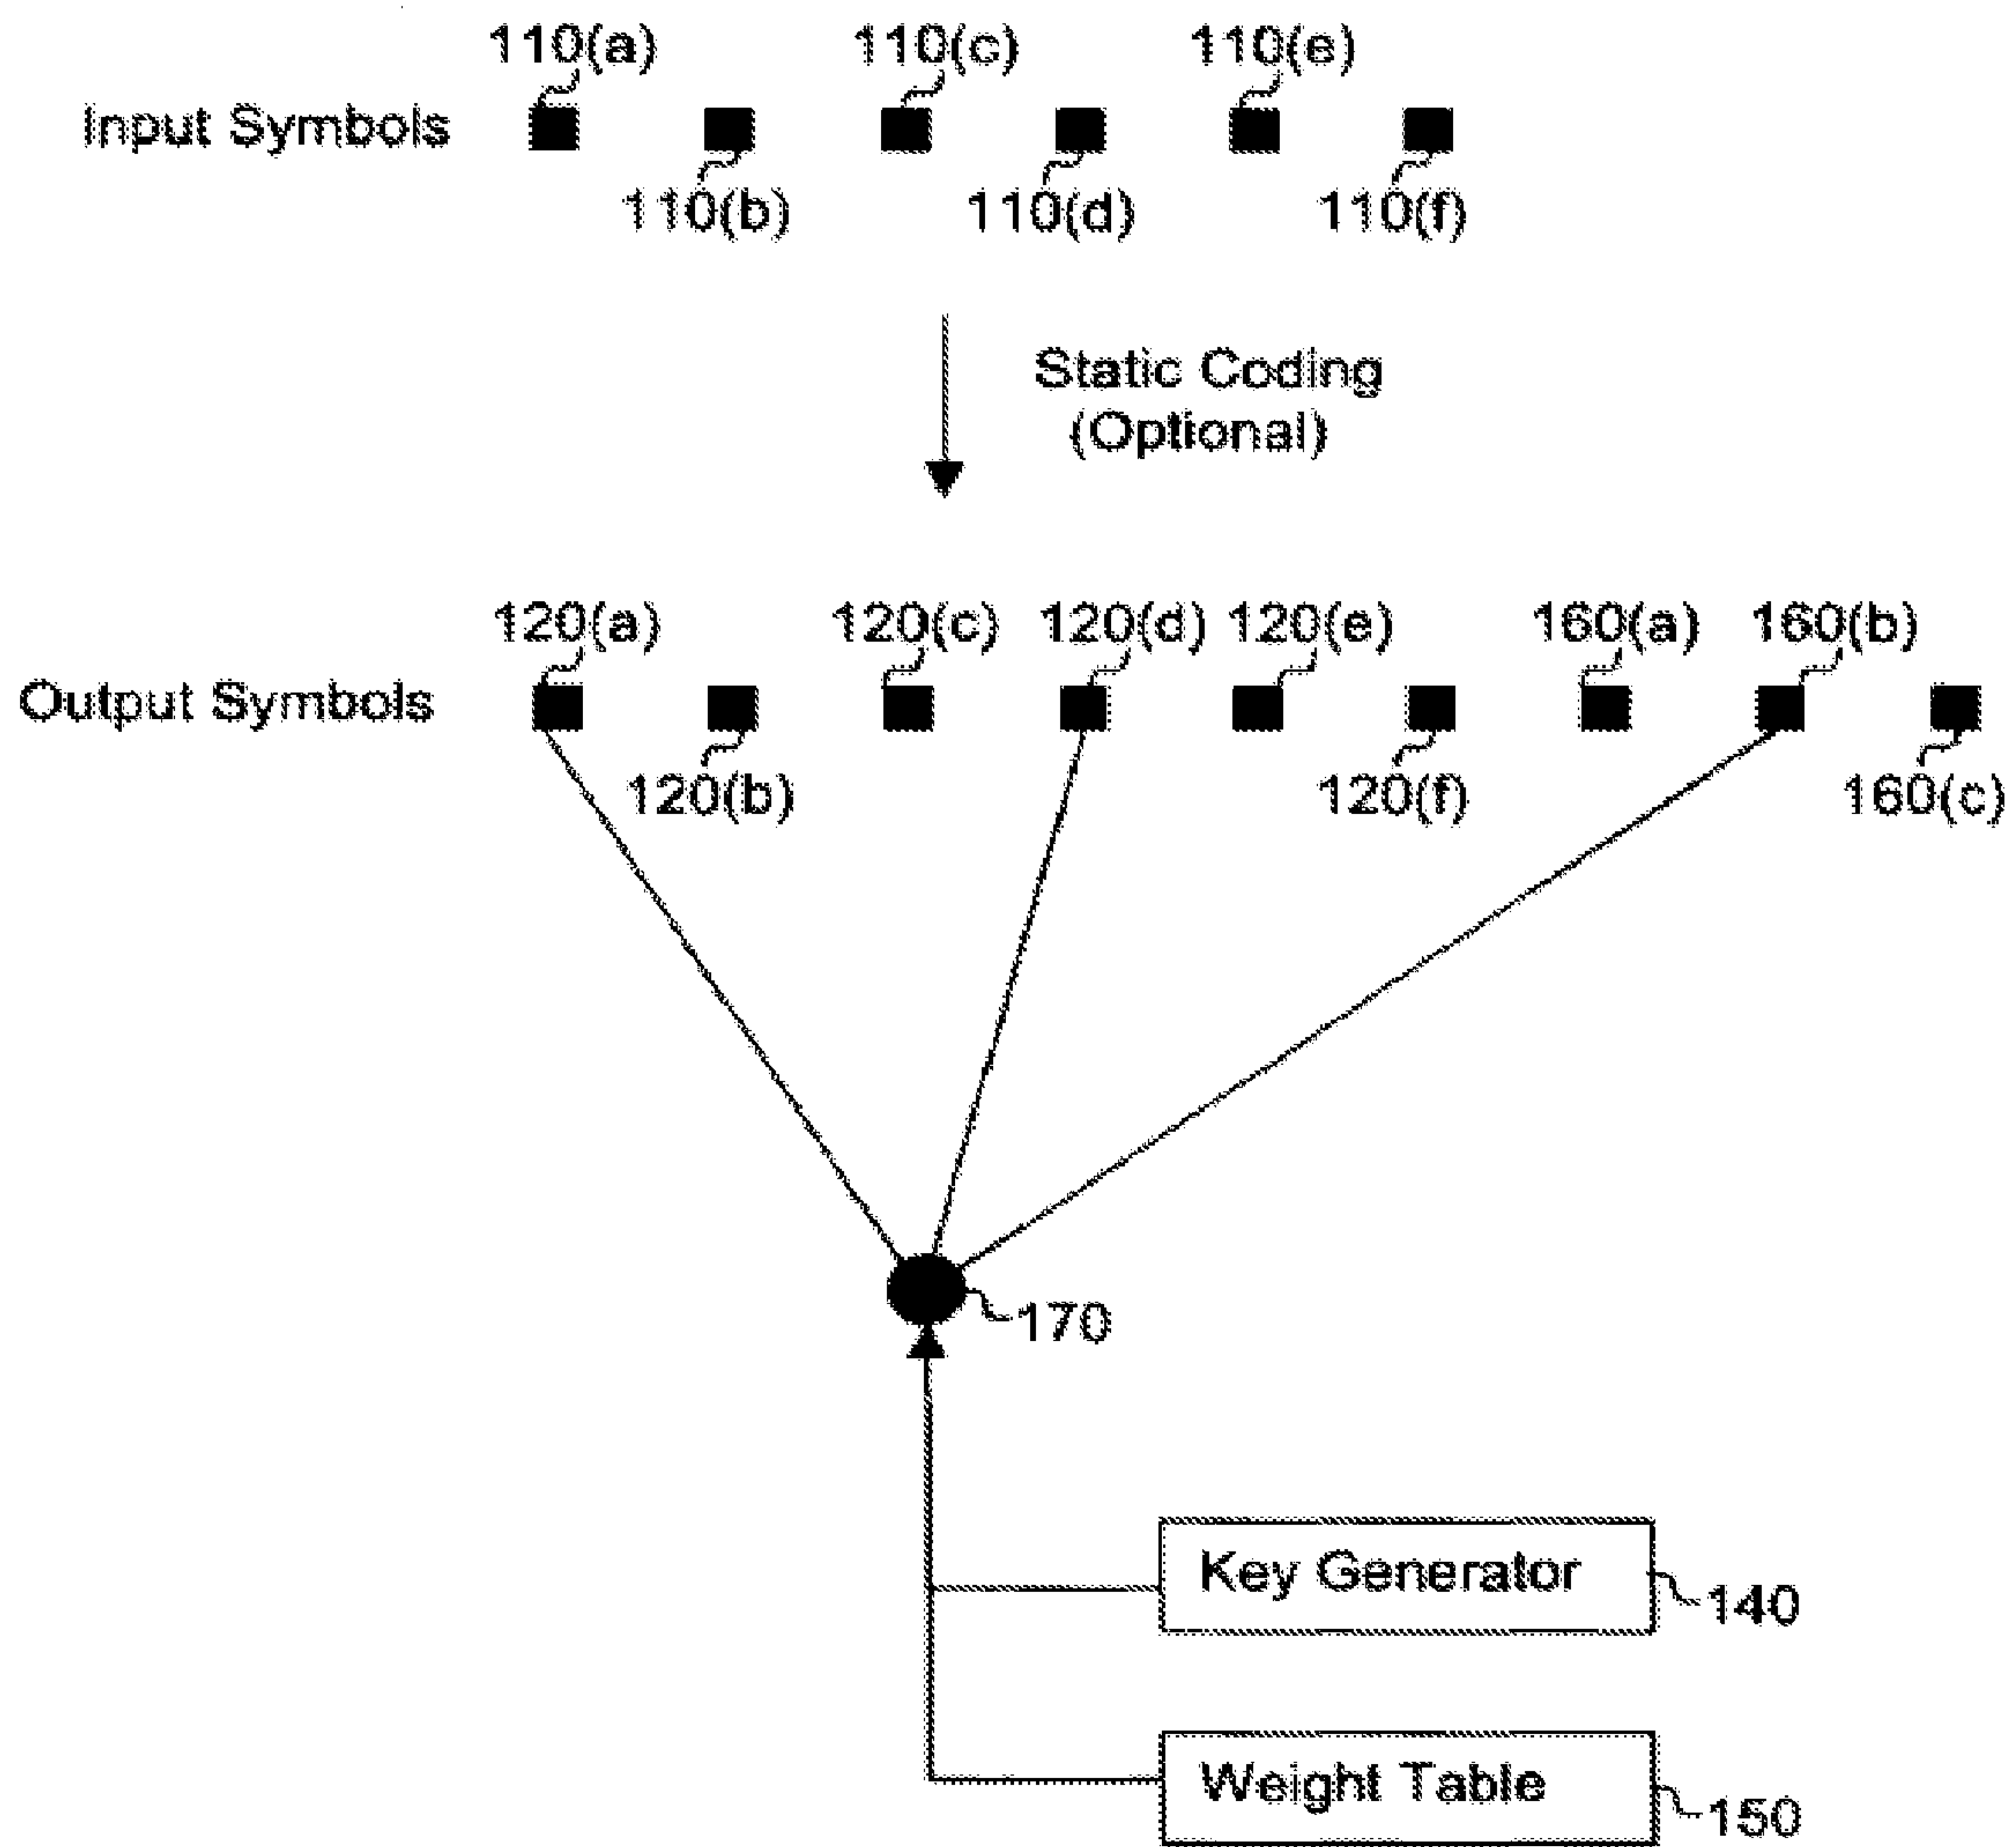 110(a) 110(c) 110(e)
Input Symbols
110(b) 110(d) 110(f)
Static Coding
(Optional)
120(a) 120(c) 120(d) 120(e) 160(a) 160(b)
Output Symbols
120(b) 120(f) 160(c)
170
Key Generator
140
Weight Table
150